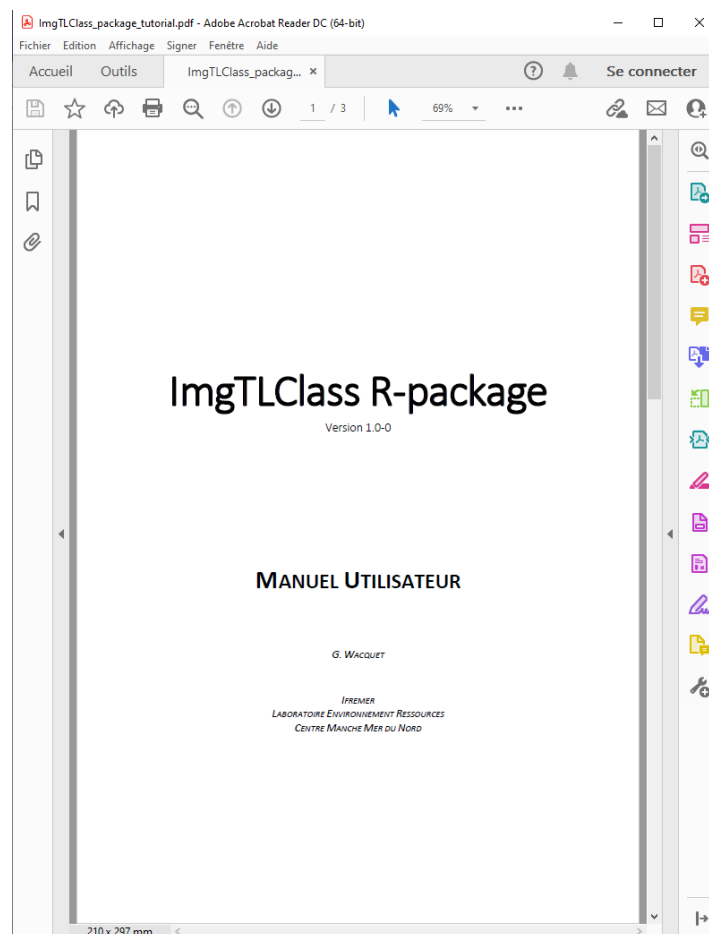 ImgTLClass_package_tutorial.pdf - Adobe Acrobat Reader DC (64-bit)
Fichier Edition Affichage Signer Fenêtre Aide
Accueil Outils ImgTLClass_packag... × Se connecter
1 / 3 69%
ImgTLClass R-package
Version 1.0-0
MANUEL UTILISATEUR
G. WACQUET
IFREMER
LABORATOIRE ENVIRONNEMENT RESSOURCES
CENTRE MANCHE MER DU NORD
210 x 297 mm